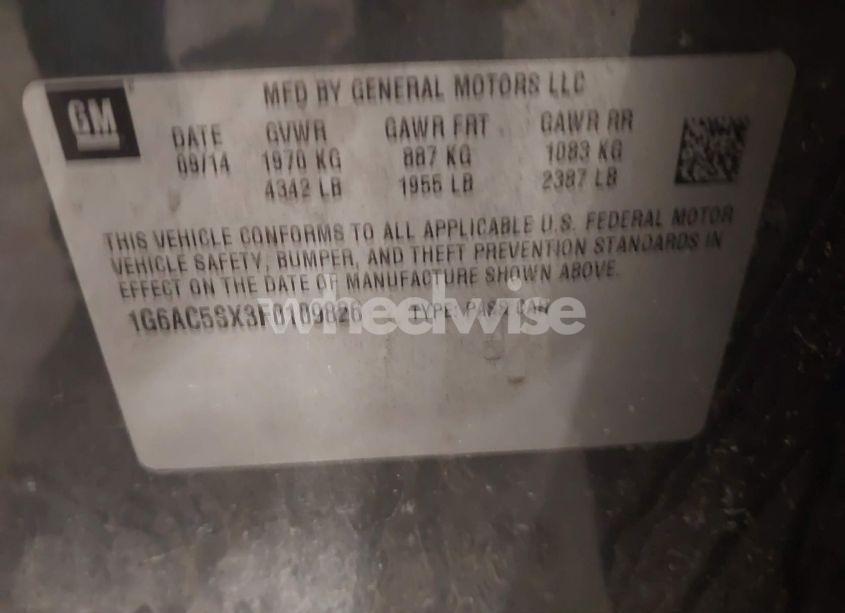 GM
MFD BY GENERAL MOTORS LLC
DATE GVWR GAWR FRT GAWR RR
09/14 1970 KG 887 KG 1083 KG
4342 LB 1955 LB 2387 LB
THIS VEHICLE CONFORMS TO ALL APPLICABLE U.S. FEDERAL MOTOR
VEHICLE SAFETY, BUMPER, AND THEFT PREVENTION STANDARDS IN
EFFECT ON THE DATE OF MANUFACTURE SHOWN ABOVE.
1G6AC5SX3F0109826 TYPE: PASS CAR
wheelwise